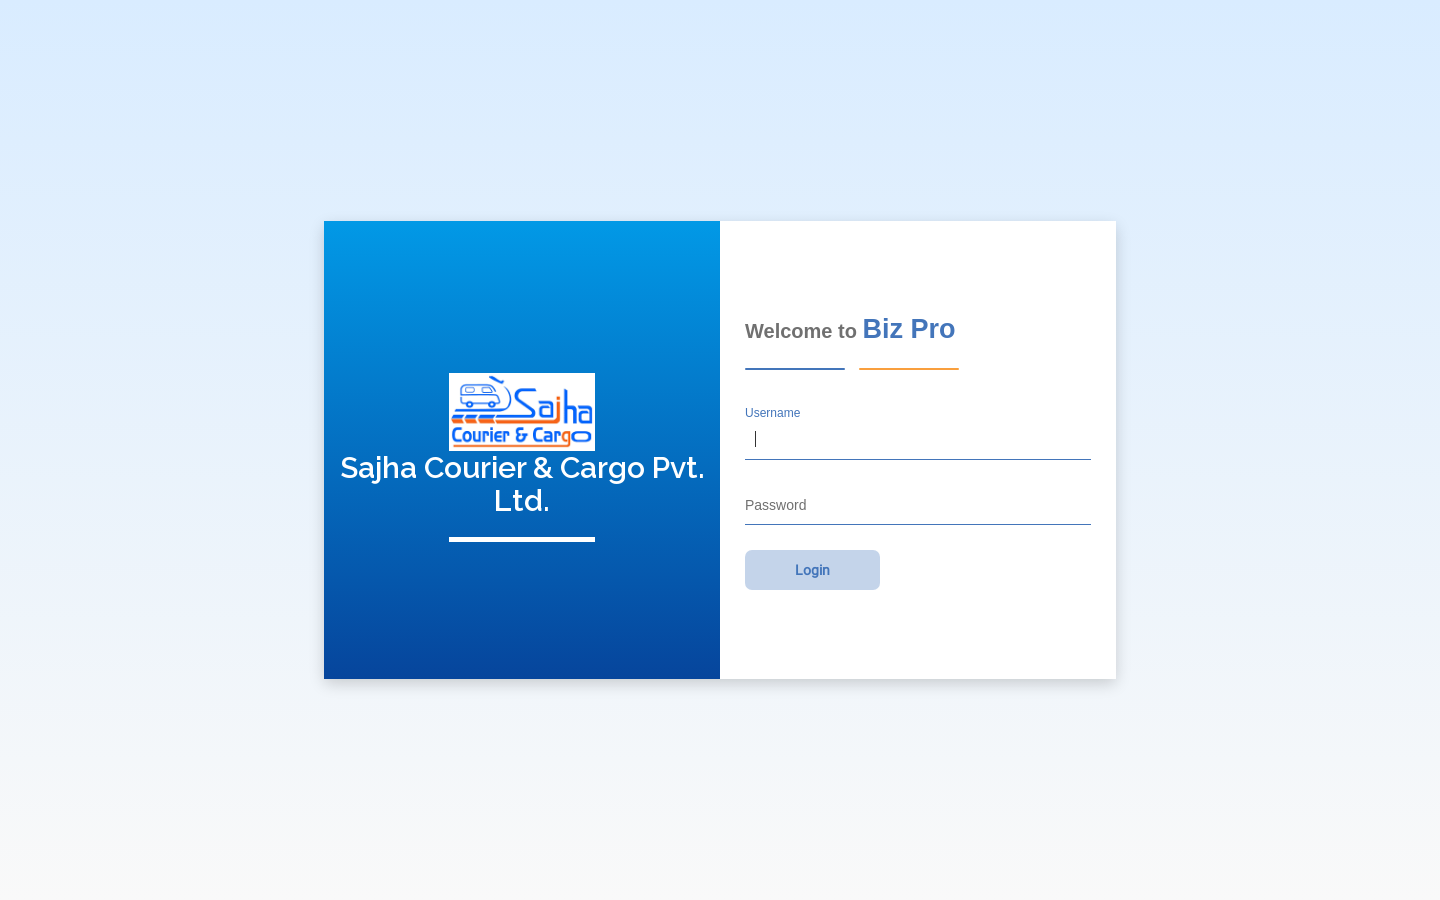 Sajha
Courier & Cargo
Sajha Courier & Cargo Pvt.
Ltd.
Welcome to Biz Pro
Username
Password
Login